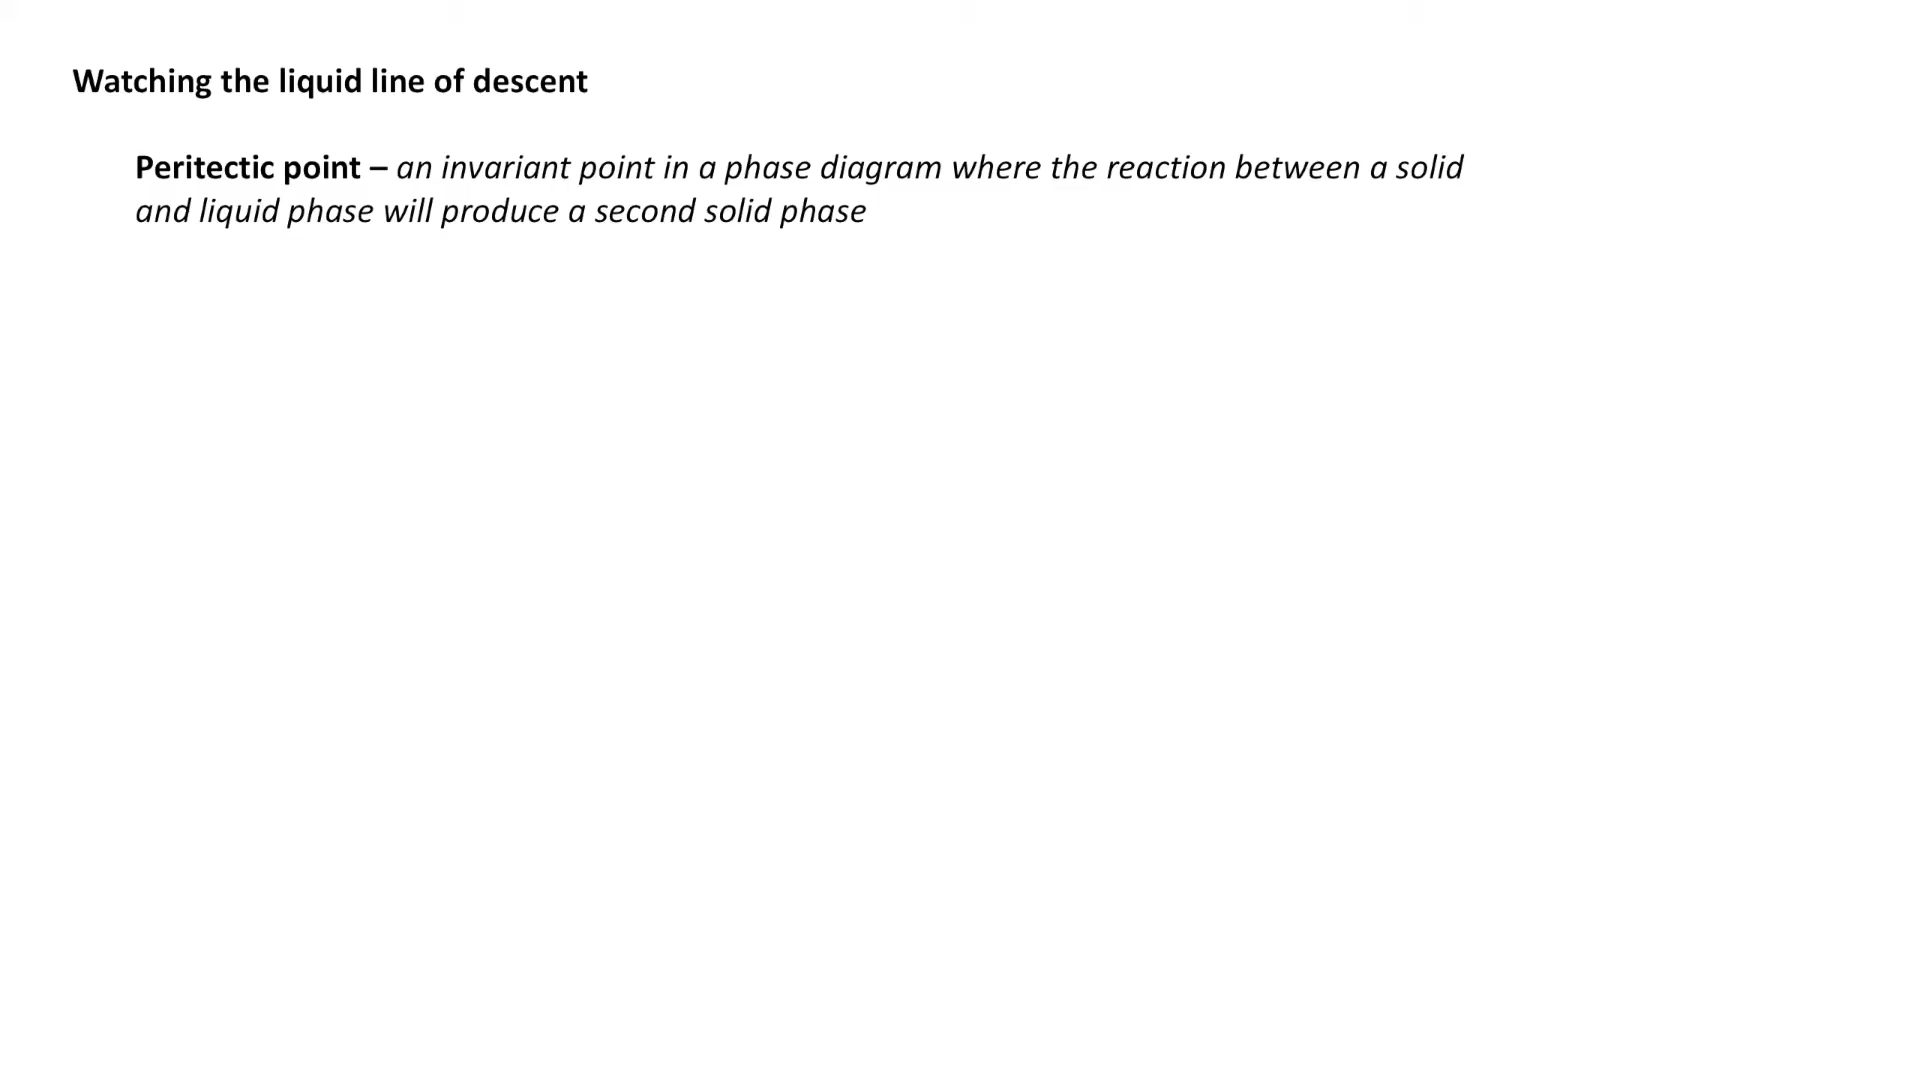 Watching the liquid line of descent
Peritectic point – an invariant point in a phase diagram where the reaction between a solid
and liquid phase will produce a second solid phase